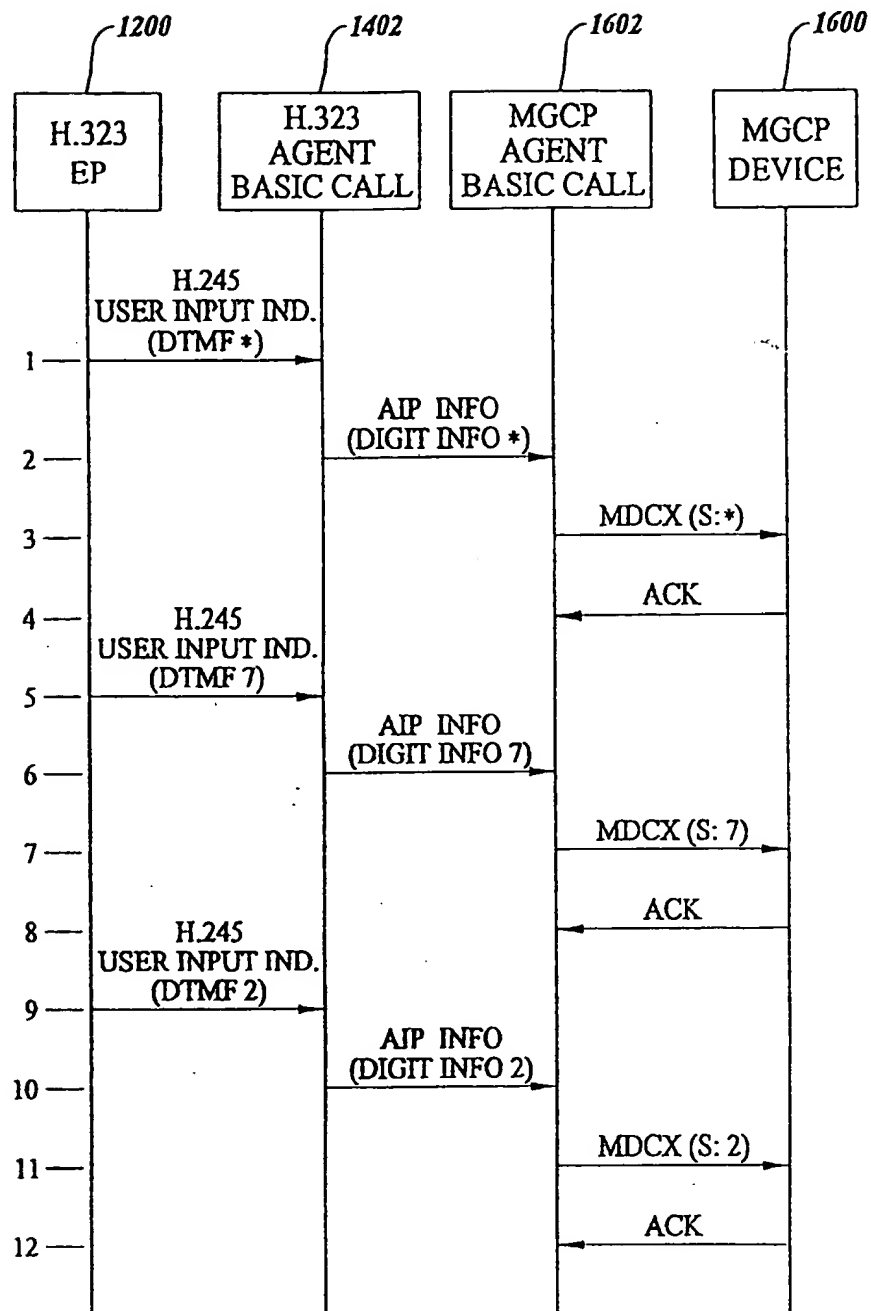 1200
1402
1602
1600
H.323
EP
H.323
AGENT
BASIC CALL
MGCP
AGENT
BASIC CALL
MGCP
DEVICE
H.245
USER INPUT IND.
(DTMF *)
1
AIP INFO
(DIGIT INFO *)
2
MDCX (S:*)
3
ACK
4
H.245
USER INPUT IND.
(DTMF 7)
5
AIP INFO
(DIGIT INFO 7)
6
MDCX (S: 7)
7
ACK
8
H.245
USER INPUT IND.
(DTMF 2)
9
AIP INFO
(DIGIT INFO 2)
10
MDCX (S: 2)
11
ACK
12